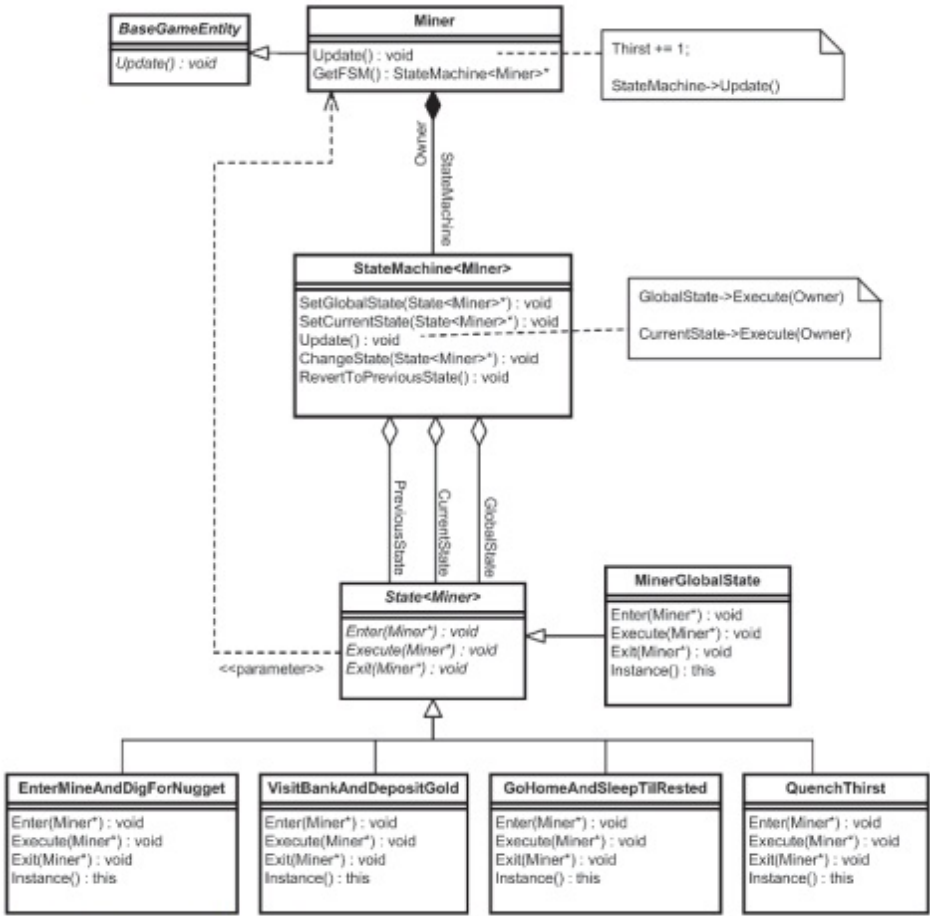 BaseGameEntity
Update() : void
Miner
Update() : void
GetFSM() : StateMachine<Miner>*
Thirst += 1;
StateMachine->Update()
Owner
StateMachine
StateMachine<MIner>
SetGlobalState(State<Miner>*) : void
SetCurrentState(State<Miner>*) : void
Update() : void
ChangeState(State<Miner>*) : void
RevertToPreviousState() : void
GlobalState->Execute(Owner)
CurrentState->Execute(Owner)
PreviousState
CurrentState
GlobalState
State<Miner>
Enter(Miner*) : void
Execute(Miner*) : void
Exit(Miner*) : void
<<parameter>>
MinerGlobalState
Enter(Miner*) : void
Execute(Miner*) : void
Exit(Miner*) : void
Instance() : this
EnterMineAndDigForNugget
Enter(Miner*) : void
Execute(Miner*) : void
Exit(Miner*) : void
Instance() : this
VisitBankAndDepositGold
Enter(Miner*) : void
Execute(Miner*) : void
Exit(Miner*) : void
Instance() : this
GoHomeAndSleepTilRested
Enter(Miner*) : void
Execute(Miner*) : void
Exit(Miner*) : void
Instance() : this
QuenchThirst
Enter(Miner*) : void
Execute(Miner*) : void
Exit(Miner*) : void
Instance() : this